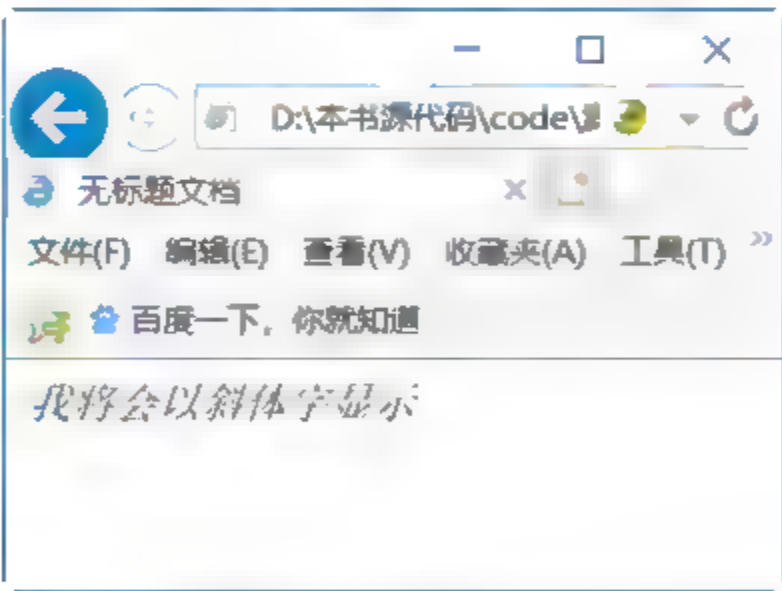 D:\本书源代码\code\
无标题文档
文件(F) 编辑(E) 查看(V) 收藏夹(A) 工具(T) »
百度一下，你就知道
我将会以斜体字显示